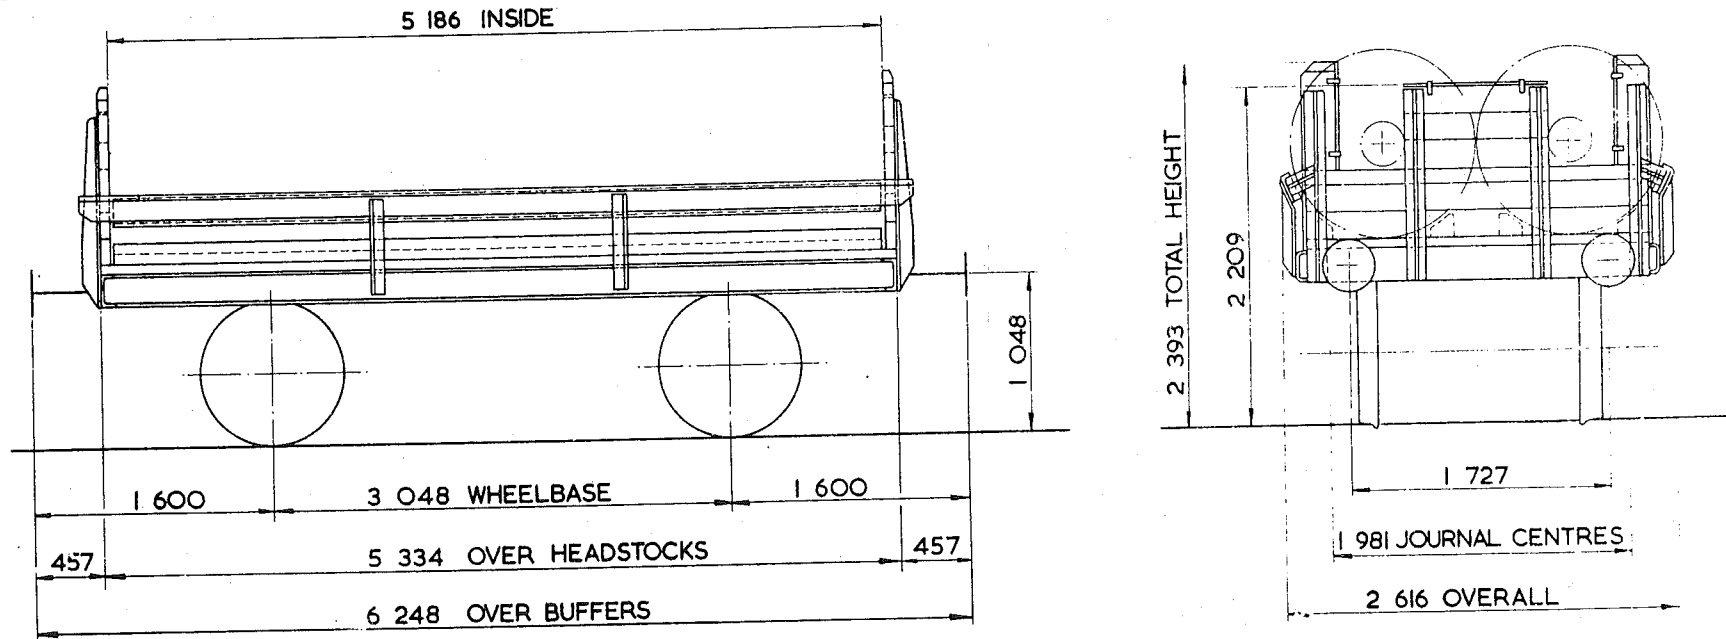 5 186 INSIDE
1 048
1 600
3 048 WHEELBASE
1 600
457
5 334 OVER HEADSTOCKS
457
6 248 OVER BUFFERS
2 393 TOTAL HEIGHT
2 209
1 727
1 981 JOURNAL CENTRES
2 616 OVERALL